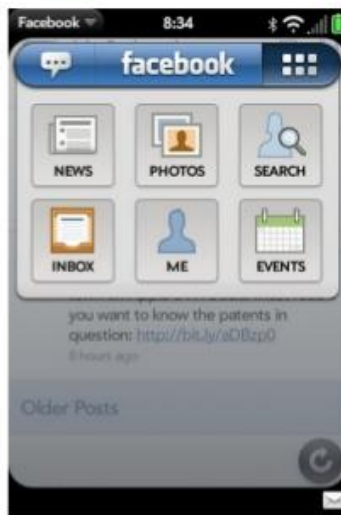 Facebook 8:34
facebook
NEWS PHOTOS SEARCH
INBOX ME EVENTS
you want to know the patents in
question: http://bit.ly/aDBzp0
8 hours ago
Older Posts